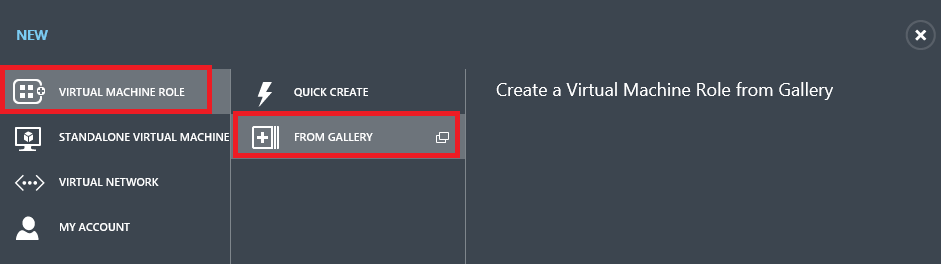 NEW
VIRTUAL MACHINE ROLE
STANDALONE VIRTUAL MACHINE
VIRTUAL NETWORK
MY ACCOUNT
QUICK CREATE
FROM GALLERY
Create a Virtual Machine Role from Gallery